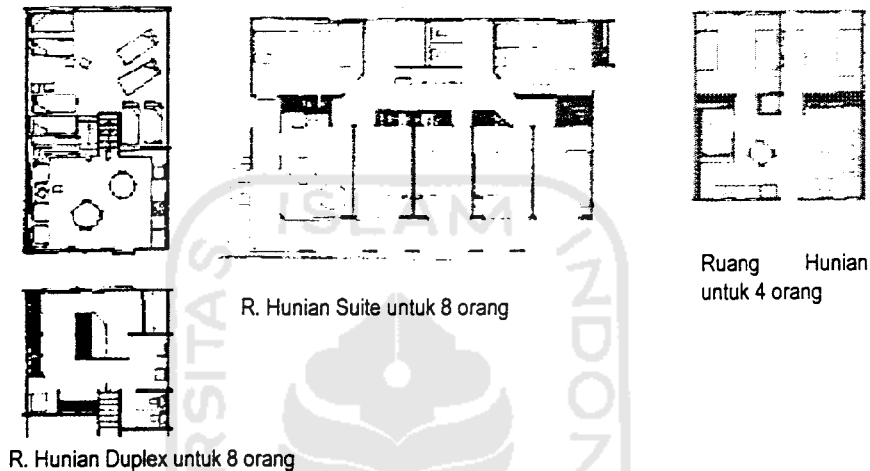 R. Hunian Suite untuk 8 orang
Ruang Hunian
untuk 4 orang
R. Hunian Duplex untuk 8 orang
ISLAM